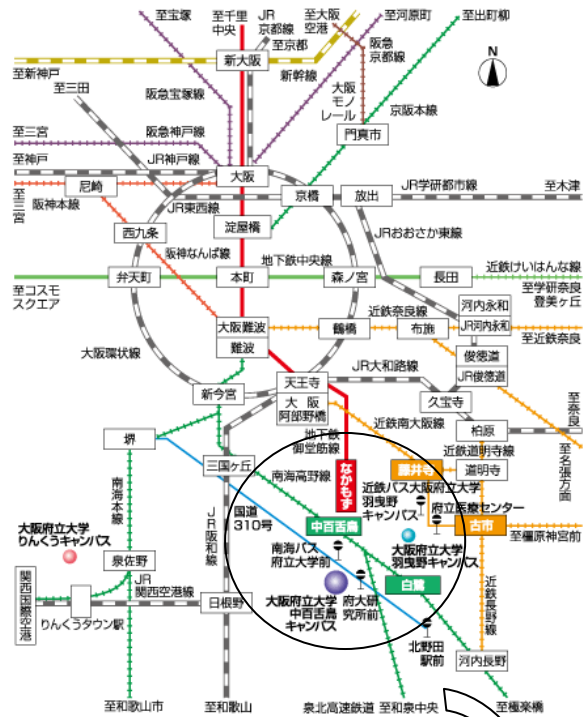 至宝塚
至千里
中央
JR
京都線
至京都
至大阪
空港
至河原町
至出町柳
新大阪
阪急
京都線
至新神戸
新幹線
N
至三田
阪急宝塚線
大阪
モノ
レール
京阪本線
門真市
至三宮
阪急神戸線
至神戸
JR神戸線
大阪
尼崎
京橋
放出
JR学研都市線
至木津
至三宮
阪神本線
JR東西線
淀屋橋
西九条
JRおおさか東線
阪神なんば線
地下鉄中央線
弁天町
本町
森ノ宮
長田
近鉄けいはんな線
至コスモ
スクエア
至学研奈良
登美ヶ丘
河内永和
近鉄奈良線
大阪難波
鶴橋
布施
JR河内永和
至近鉄奈良
難波
大阪環状線
俊徳道
JR俊徳道
JR大和路線
天王寺
新今宮
久宝寺
至奈良
大阪
阿部野橋
近鉄南大阪線
柏原
堺
地下鉄
御堂筋線
近鉄道明寺線
至名張方面
三国ヶ丘
南海高野線
なかもず
藤井寺
道明寺
南海本線
近鉄バス大阪府立大学
羽曳野
キャンパス
府立医療センター
国道
310号
中百舌鳥
古市
至橿原神宮前
大阪府立大学
りんくうキャンパス
JR阪和線
南海バス
府立大学前
大阪府立大学
羽曳野キャンパス
泉佐野
白鷺
関西国際空港
JR
関西空港線
日根野
大阪府立大学
中百舌鳥
キャンパス
府大研
究所前
近鉄長野線
りんくうタウン駅
北野田
駅前
河内長野
至和歌山市
至和歌山
泉北高速鉄道
至和泉中央
至極楽橋